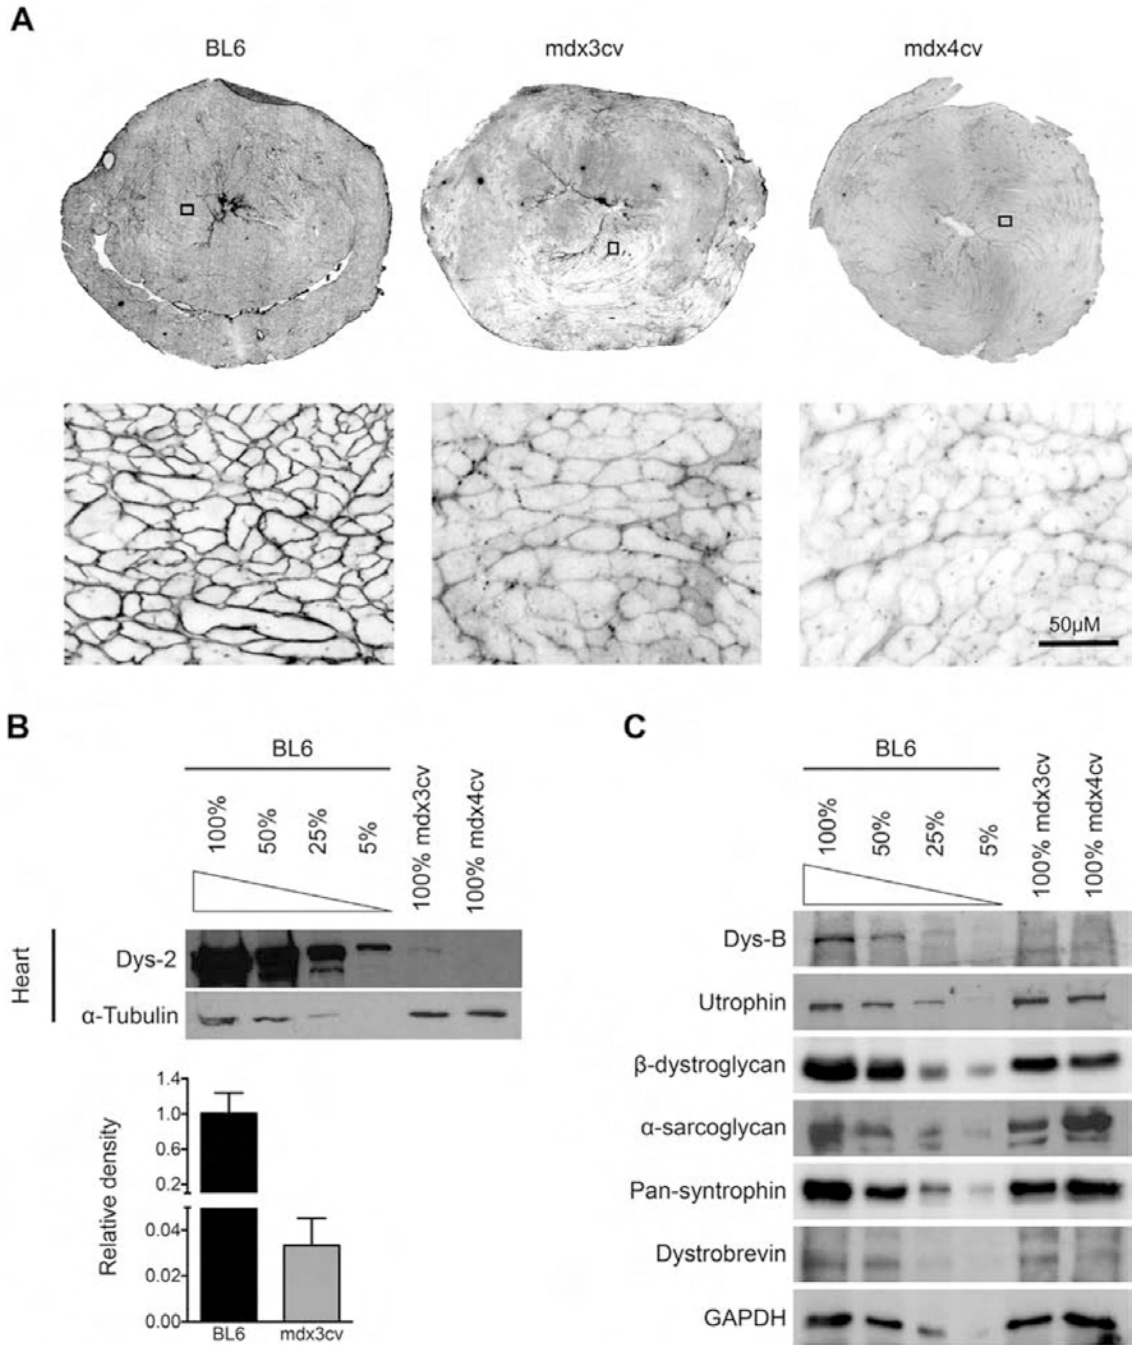 A
BL6 mdx3cv mdx4cv
50µM
B
BL6
100% 50% 25% 5% 100% mdx3cv 100% mdx4cv
Heart
Dys-2
α-Tubulin
Relative density
1.4
1.0
0.6
0.2
0.04
0.02
0.00
BL6 mdx3cv
C
BL6
100% 50% 25% 5% 100% mdx3cv 100% mdx4cv
Dys-B
Utrophin
β-dystroglycan
α-sarcoglycan
Pan-syntrophin
Dystrobrevin
GAPDH